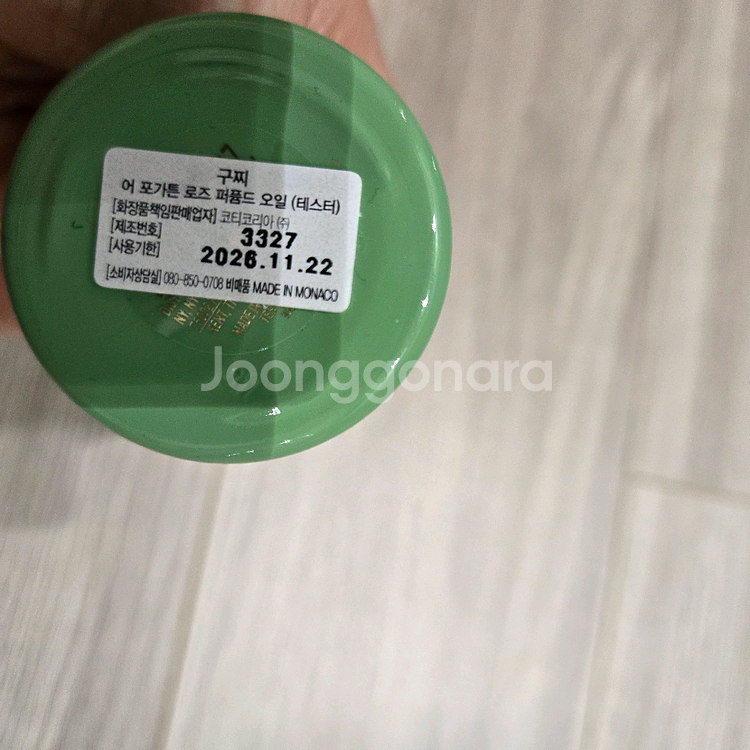 구찌
어 포가튼 로즈 퍼퓸드 오일 (테스터)
[화장품책임판매업자] 코티코리아 ㈜
[제조번호] 3327
[사용기한] 2026.11.22
[소비자상담실] 080-850-0708 비매품 MADE IN MONACO
Joonggonara